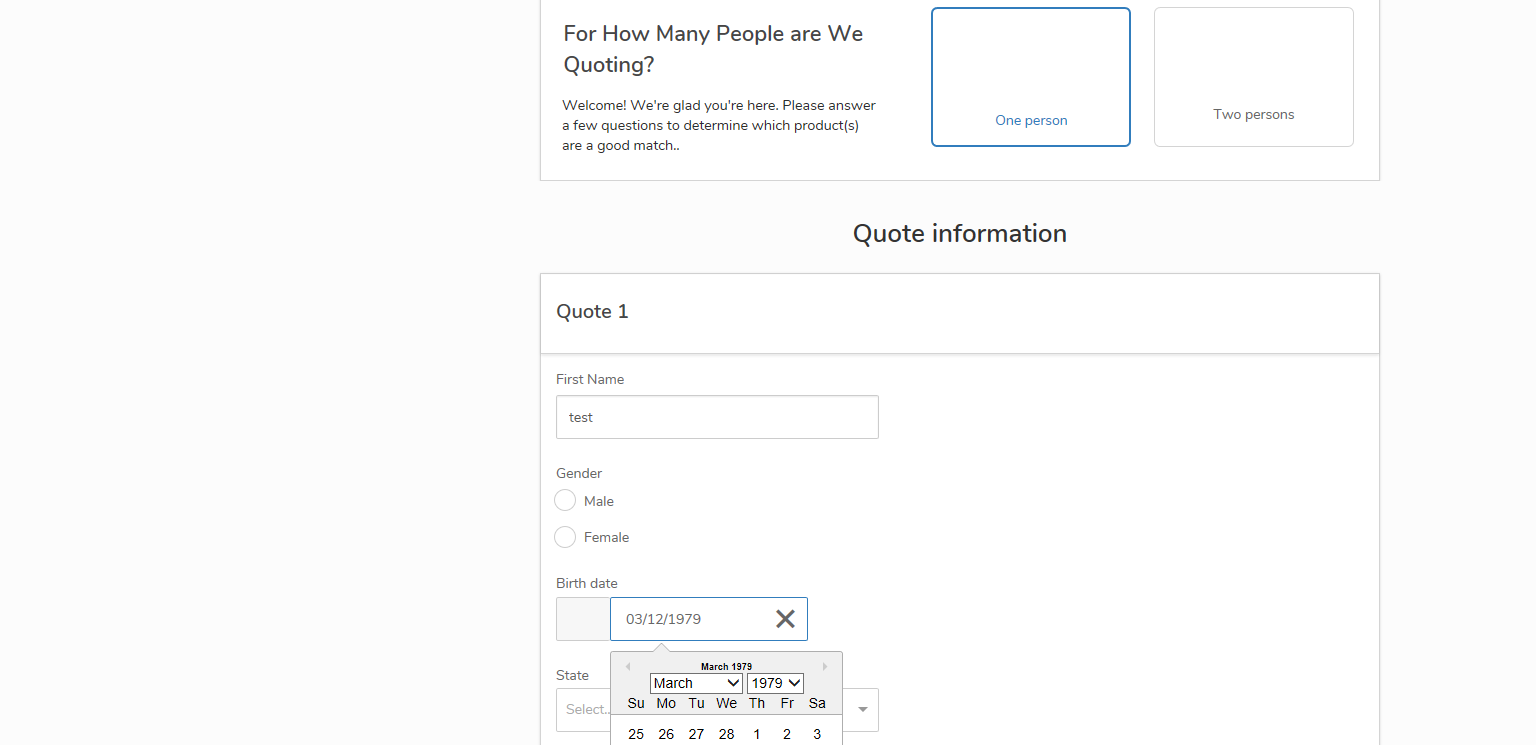 For How Many People are We
Quoting?
Welcome! We're glad you're here. Please answer
a few questions to determine which product(s)
are a good match..
One person
Two persons
Quote information
Quote 1
First Name
test
Gender
Male
Female
Birth date
03/12/1979
State
Select..
March 1979
March 1979
Su Mo Tu We Th Fr Sa
25 26 27 28 1 2 3